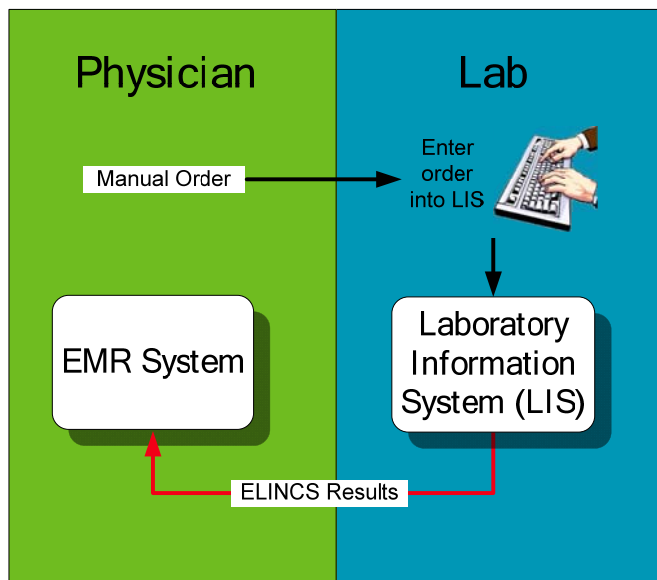 Physician
Lab
Manual Order
Enter
order
into LIS
EMR System
Laboratory
Information
System (LIS)
ELINCS Results